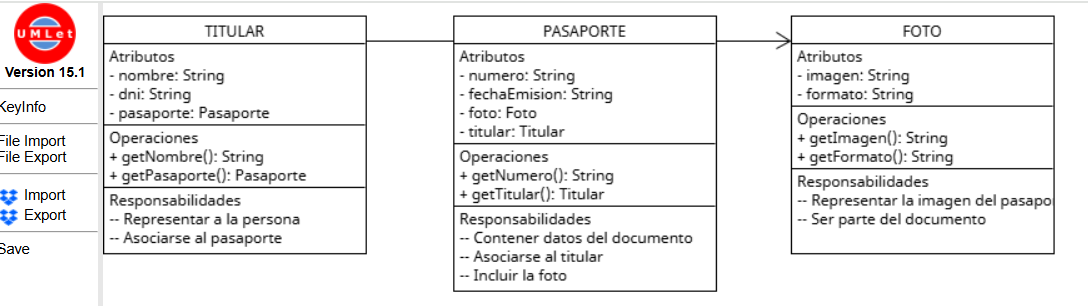 UMLet
Version 15.1
KeyInfo
File Import
File Export
Import
Export
Save
TITULAR
Atributos
- nombre: String
- dni: String
- pasaporte: Pasaporte
Operaciones
+ getNombre(): String
+ getPasaporte(): Pasaporte
Responsabilidades
-- Representar a la persona
-- Asociarse al pasaporte
PASAPORTE
Atributos
- numero: String
- fechaEmision: String
- foto: Foto
- titular: Titular
Operaciones
+ getNumero(): String
+ getTitular(): Titular
Responsabilidades
-- Contener datos del documento
-- Asociarse al titular
-- Incluir la foto
FOTO
Atributos
- imagen: String
- formato: String
Operaciones
+ getImagen(): String
+ getFormato(): String
Responsabilidades
-- Representar la imagen del pasapo
-- Ser parte del documento